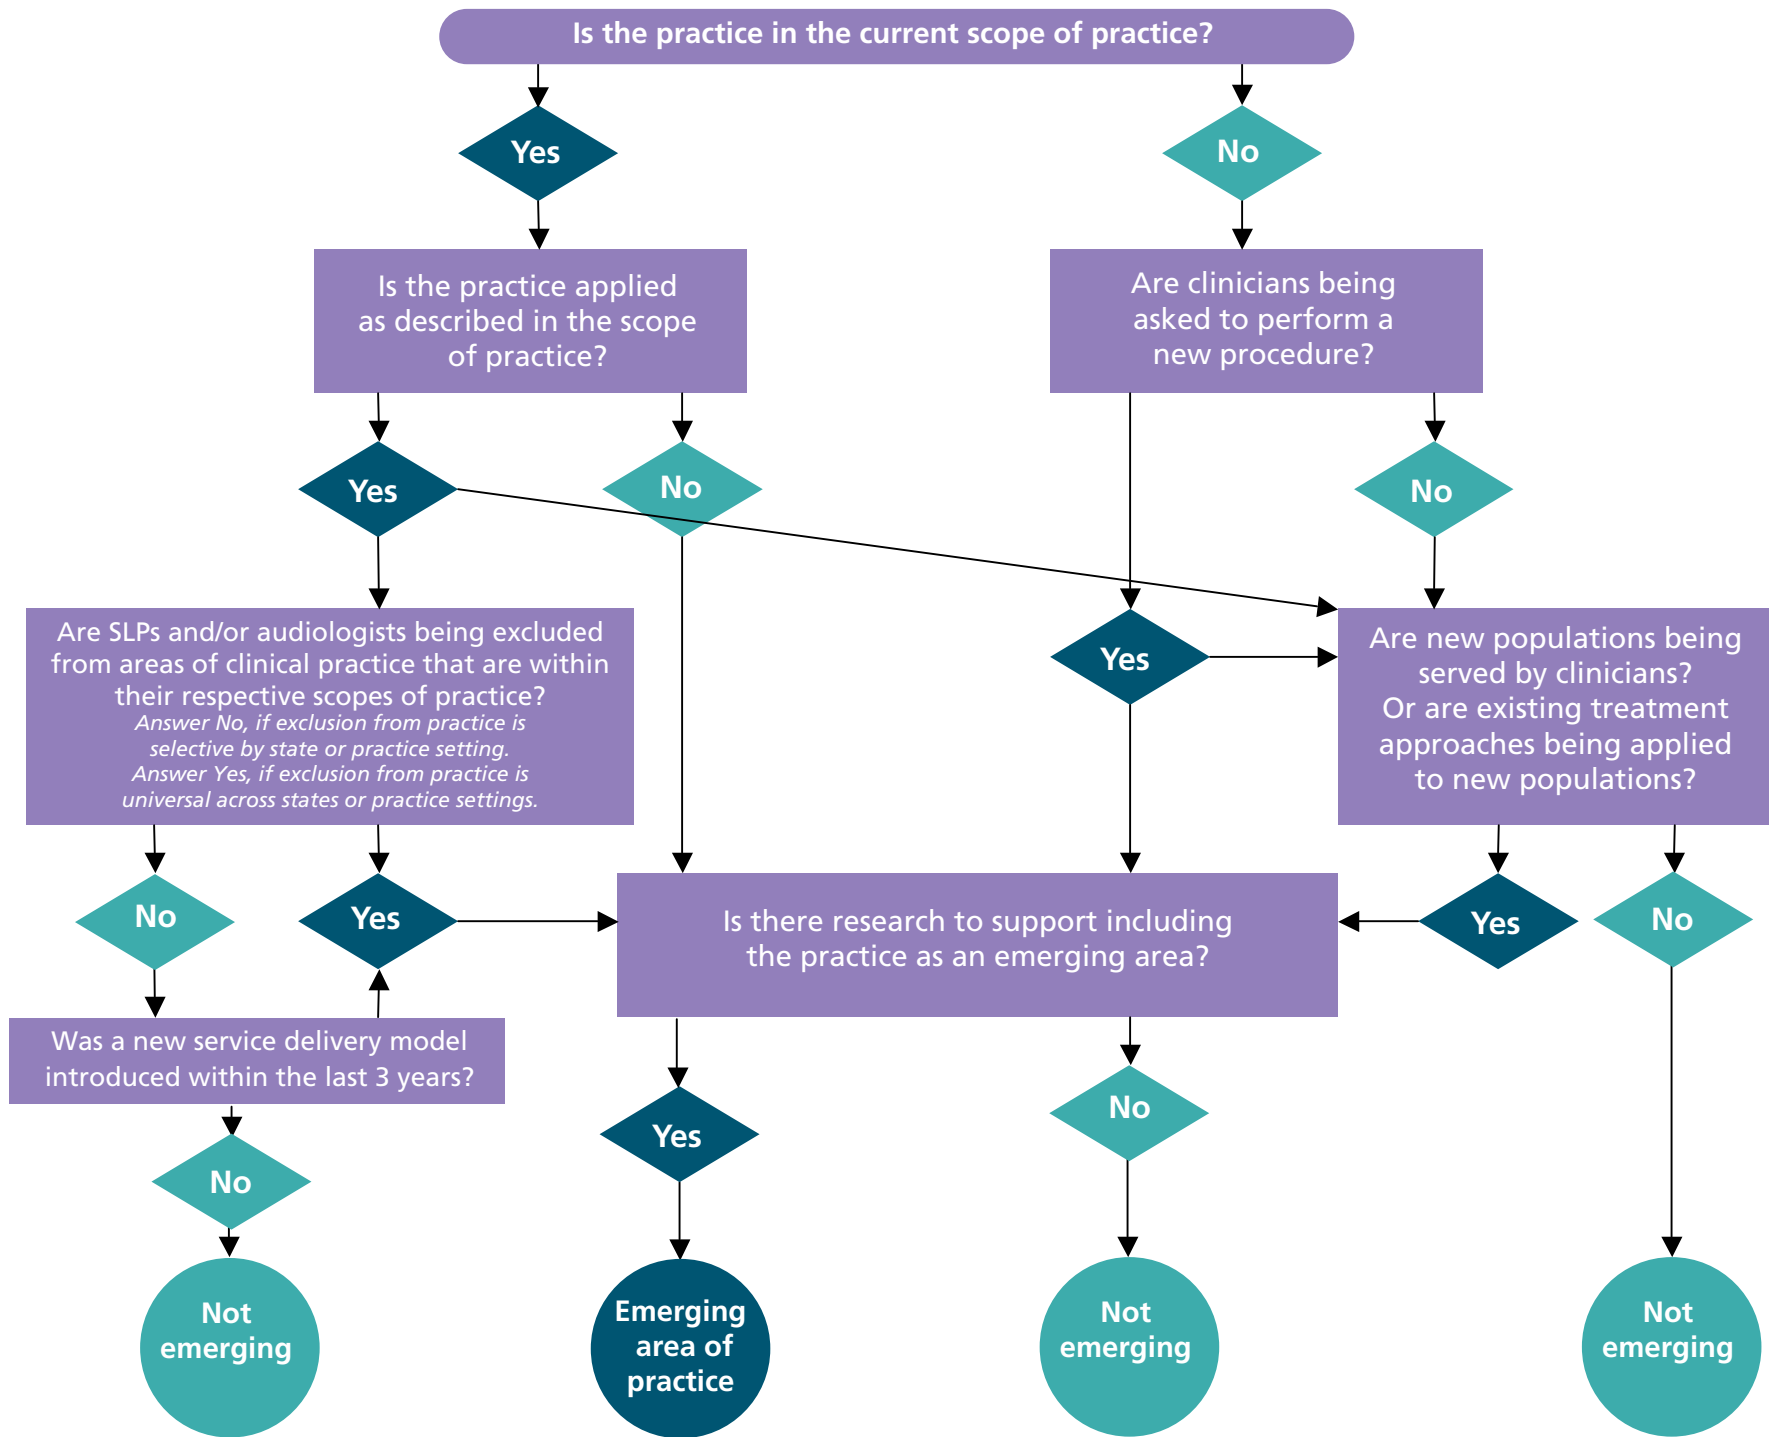 Is the practice in the current scope of practice?
Yes
No
Is the practice applied
as described in the scope
of practice?
Are clinicians being
asked to perform a
new procedure?
Yes
No
No
Are SLPs and/or audiologists being excluded
from areas of clinical practice that are within
their respective scopes of practice?
Answer No, if exclusion from practice is
selective by state or practice setting.
Answer Yes, if exclusion from practice is
universal across states or practice settings.
Yes
Are new populations being
served by clinicians?
Or are existing treatment
approaches being applied
to new populations?
No
Yes
Is there research to support including
the practice as an emerging area?
Yes
No
Was a new service delivery model
introduced within the last 3 years?
No
Yes
No
Not
emerging
Emerging
area of
practice
Not
emerging
Not
emerging